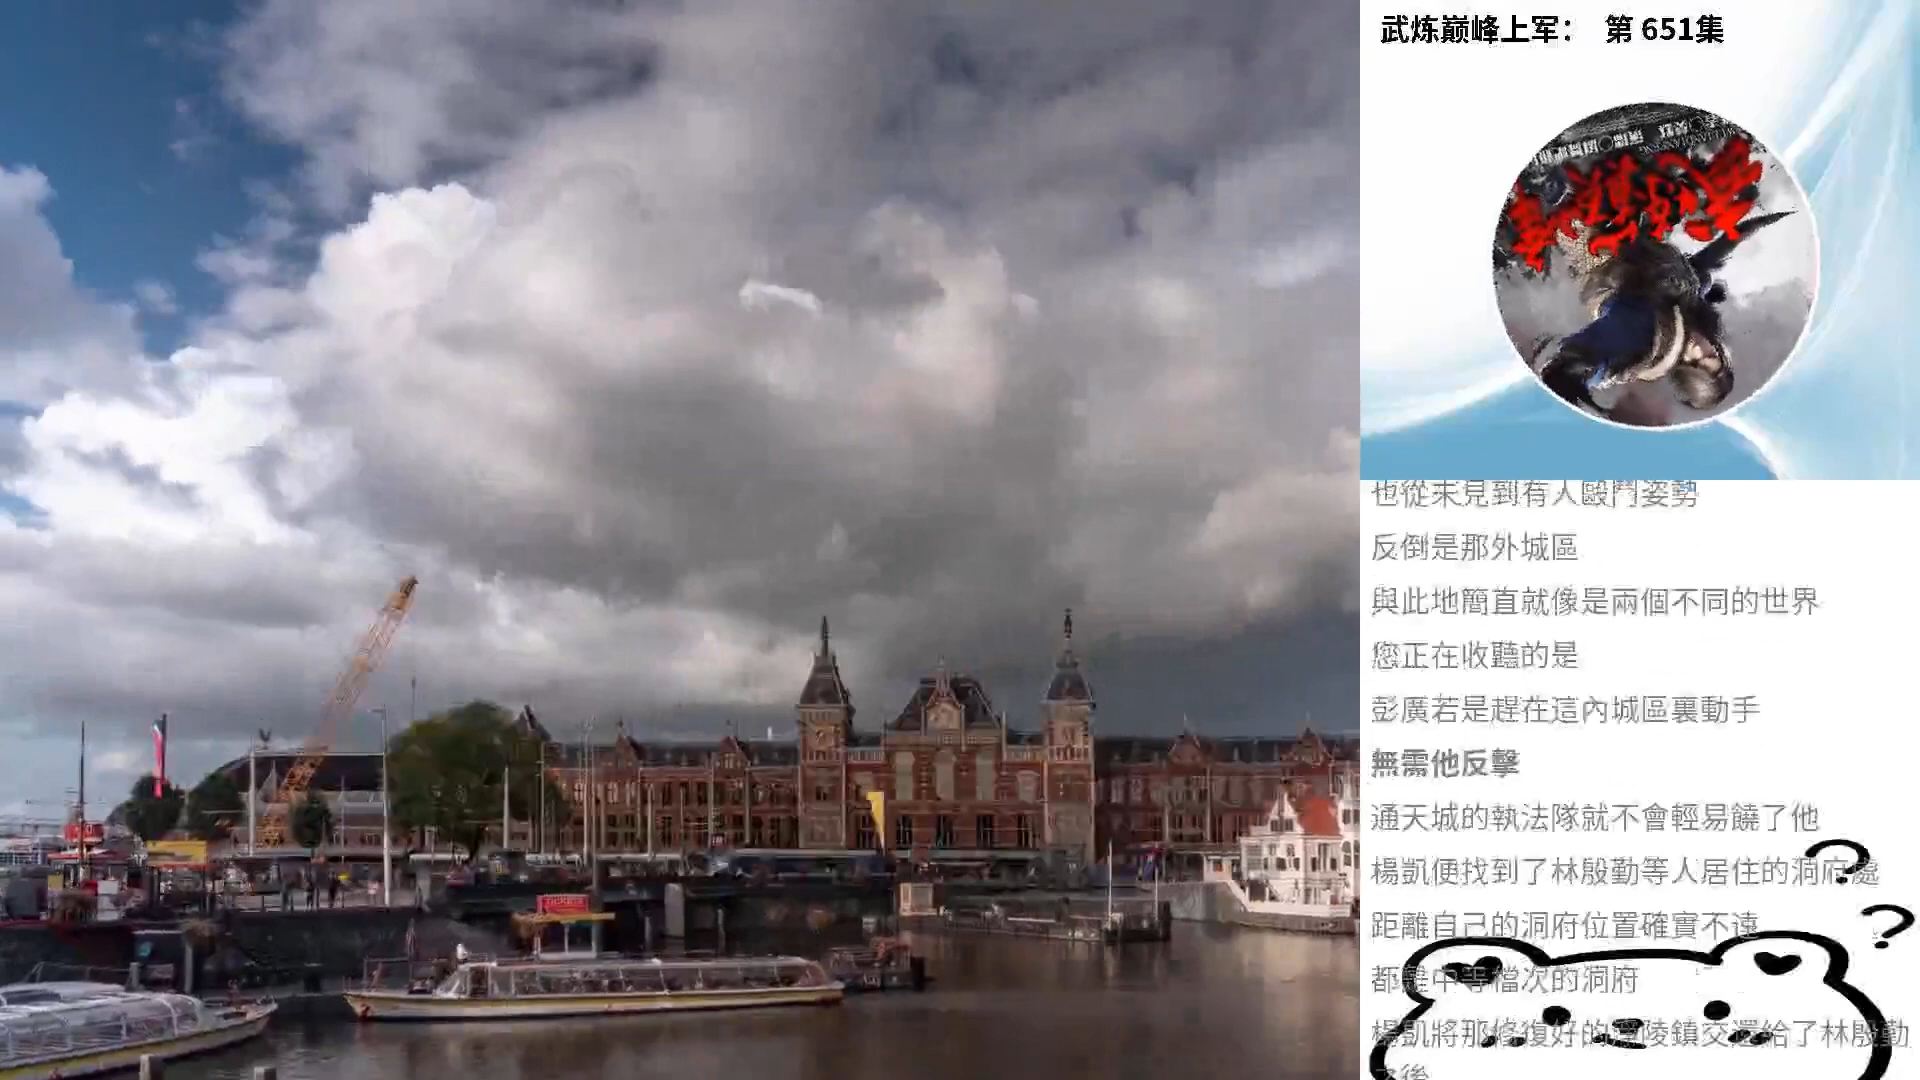 武炼巅峰上军： 第 651集
也從未見到有人毆鬥姿勢
反倒是那外城區
與此地簡直就像是兩個不同的世界
您正在收聽的是
彭廣若是趕在這內城區裏動手
無需他反擊
通天城的執法隊就不會輕易饒了他
楊凱便找到了林殷勤等人居住的洞府處
距離自己的洞府位置確實不遠
都是中等檔次的洞府
楊凱將那修復好的 陵鎮交還給了林殷勤
之後